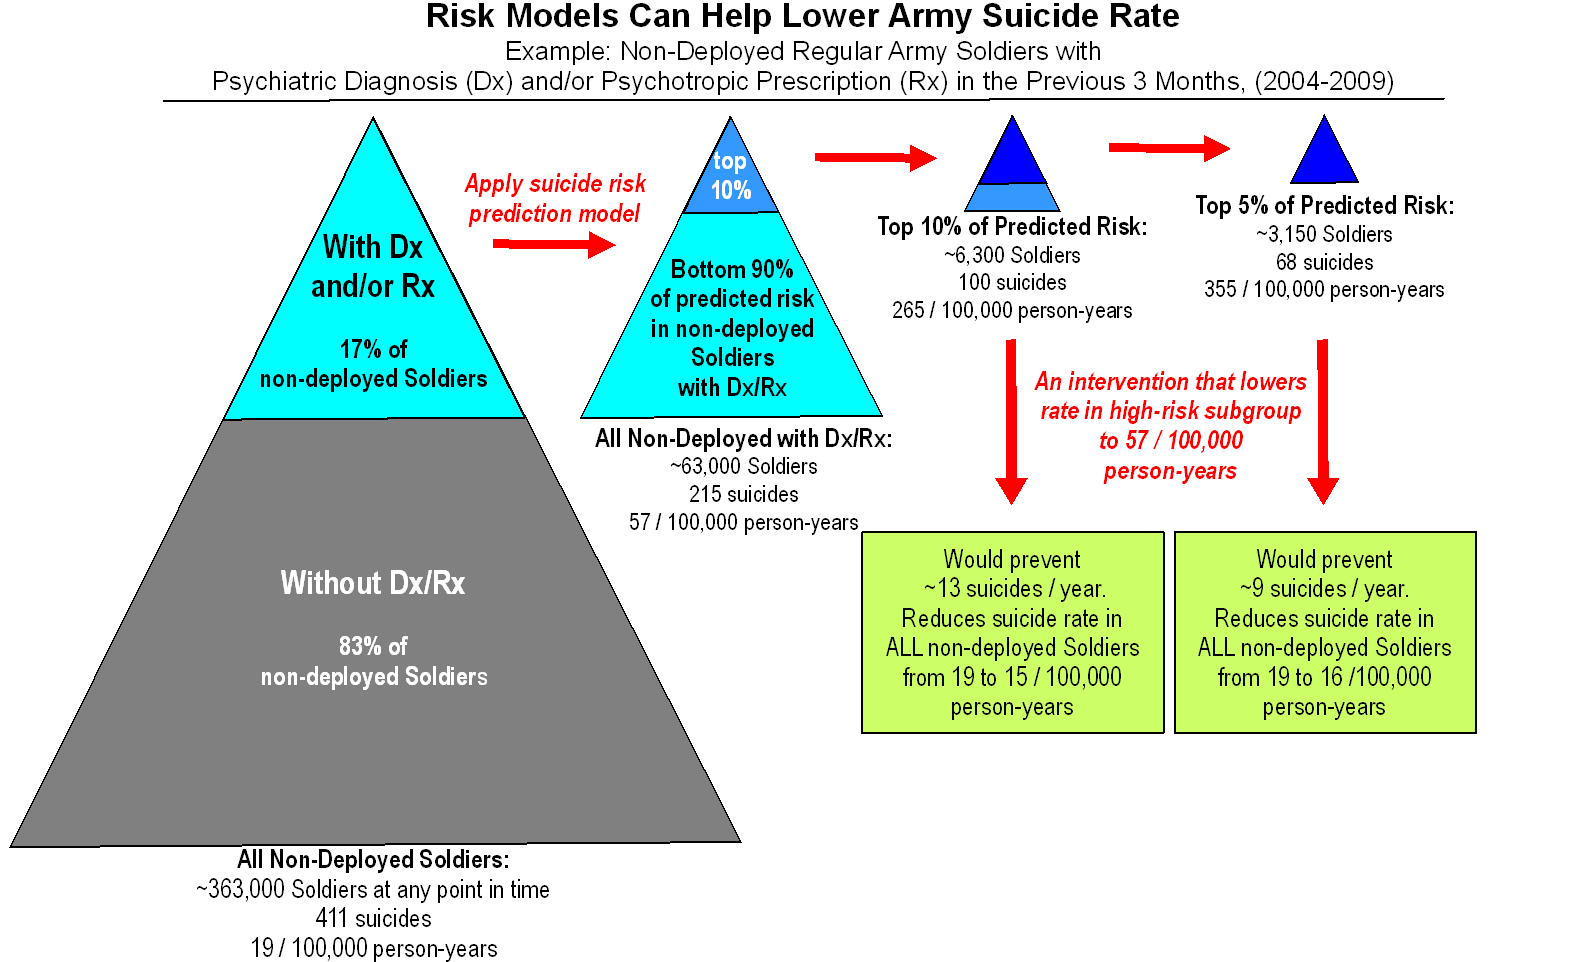 Risk Models Can Help Lower Army Suicide Rate
Example: Non-Deployed Regular Army Soldiers with
Psychiatric Diagnosis (Dx) and/or Psychotropic Prescription (Rx) in the Previous 3 Months, (2004-2009)
With Dx
and/or Rx
17% of
non-deployed Soldiers
Without Dx/Rx
83% of
non-deployed Soldiers
All Non-Deployed Soldiers:
~363,000 Soldiers at any point in time
411 suicides
19 / 100,000 person-years
Apply suicide risk
prediction model
top
10%
Bottom 90%
of predicted risk
in non-deployed
Soldiers
with Dx/Rx
All Non-Deployed with Dx/Rx:
~63,000 Soldiers
215 suicides
57 / 100,000 person-years
Top 10% of Predicted Risk:
~6,300 Soldiers
100 suicides
265 / 100,000 person-years
Top 5% of Predicted Risk:
~3,150 Soldiers
68 suicides
355 / 100,000 person-years
An intervention that lowers
rate in high-risk subgroup
to 57 / 100,000
person-years
Would prevent
~13 suicides / year.
Reduces suicide rate in
ALL non-deployed Soldiers
from 19 to 15 / 100,000
person-years
Would prevent
~9 suicides / year.
Reduces suicide rate in
ALL non-deployed Soldiers
from 19 to 16 /100,000
person-years